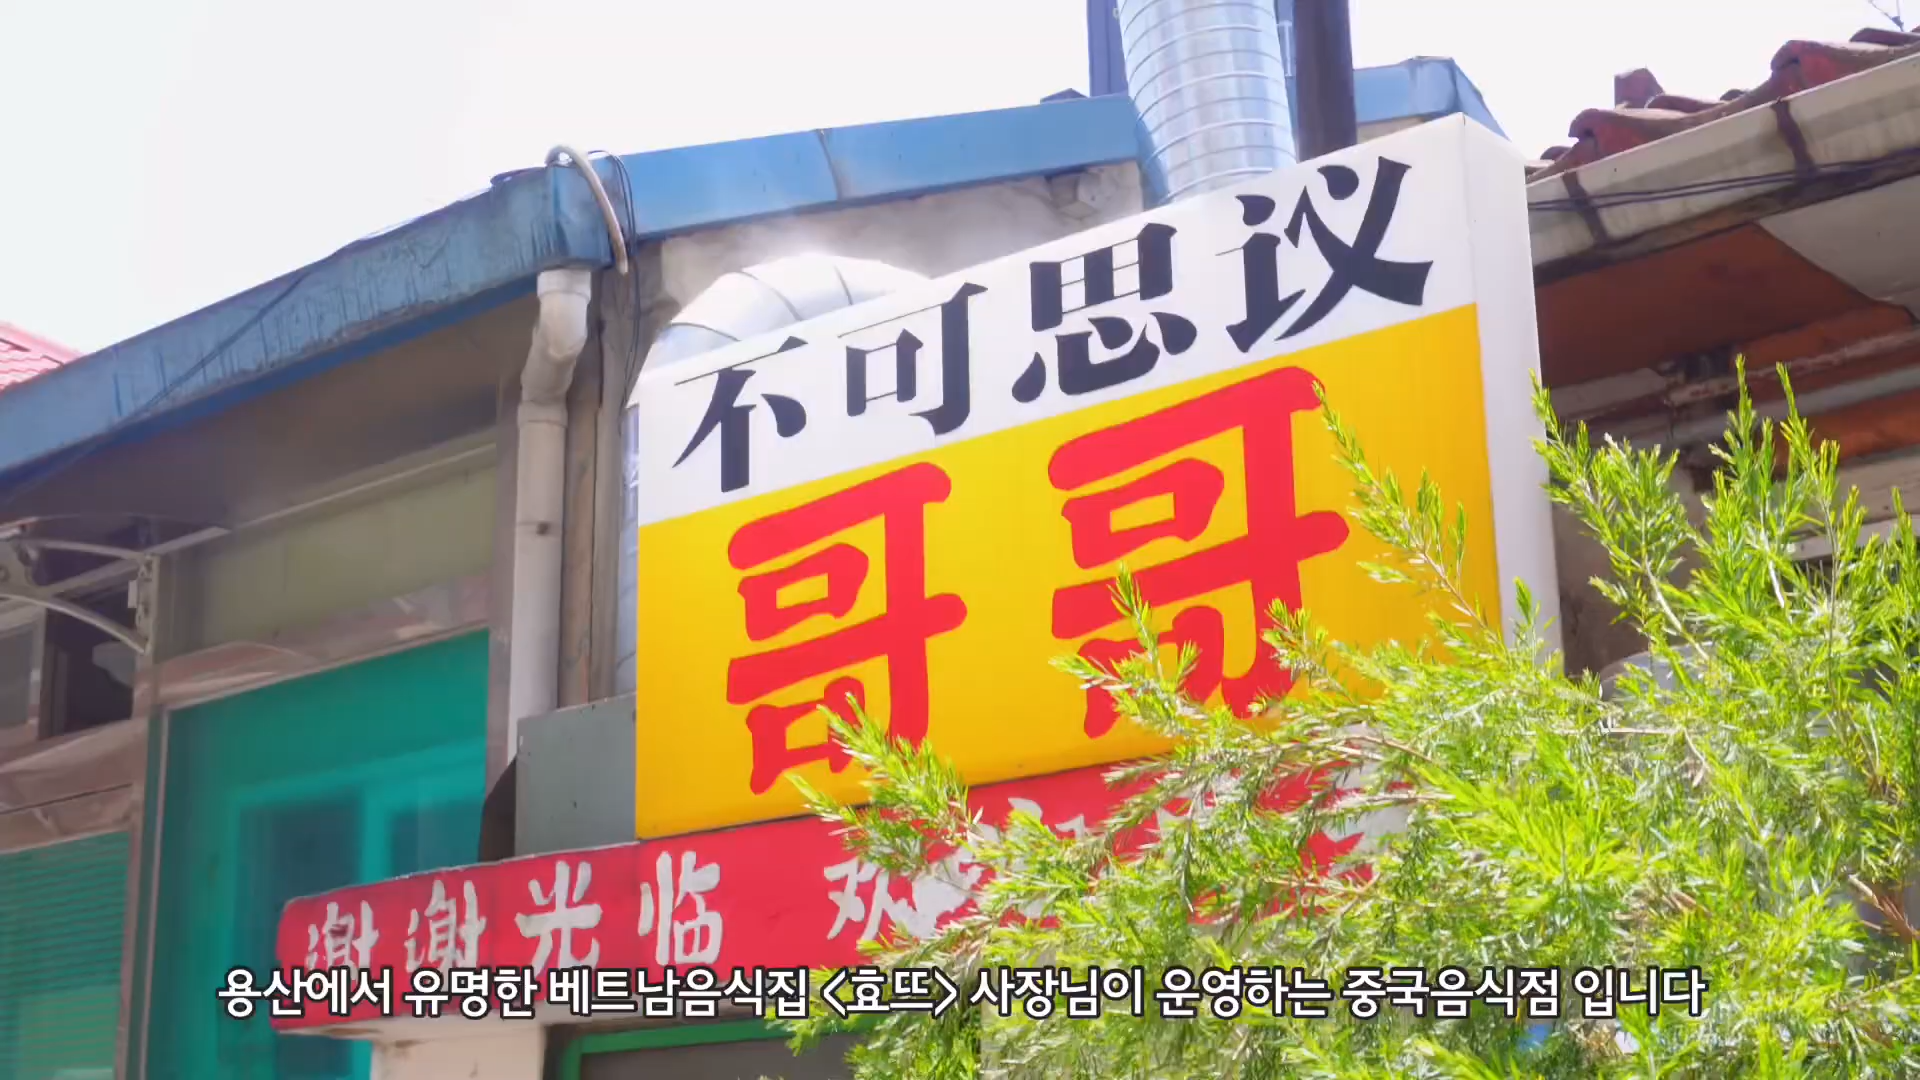 不可思议
哥哥
谢谢光临 欢
용산에서 유명한 베트남음식집 <효뜨> 사장님이 운영하는 중국음식점 입니다